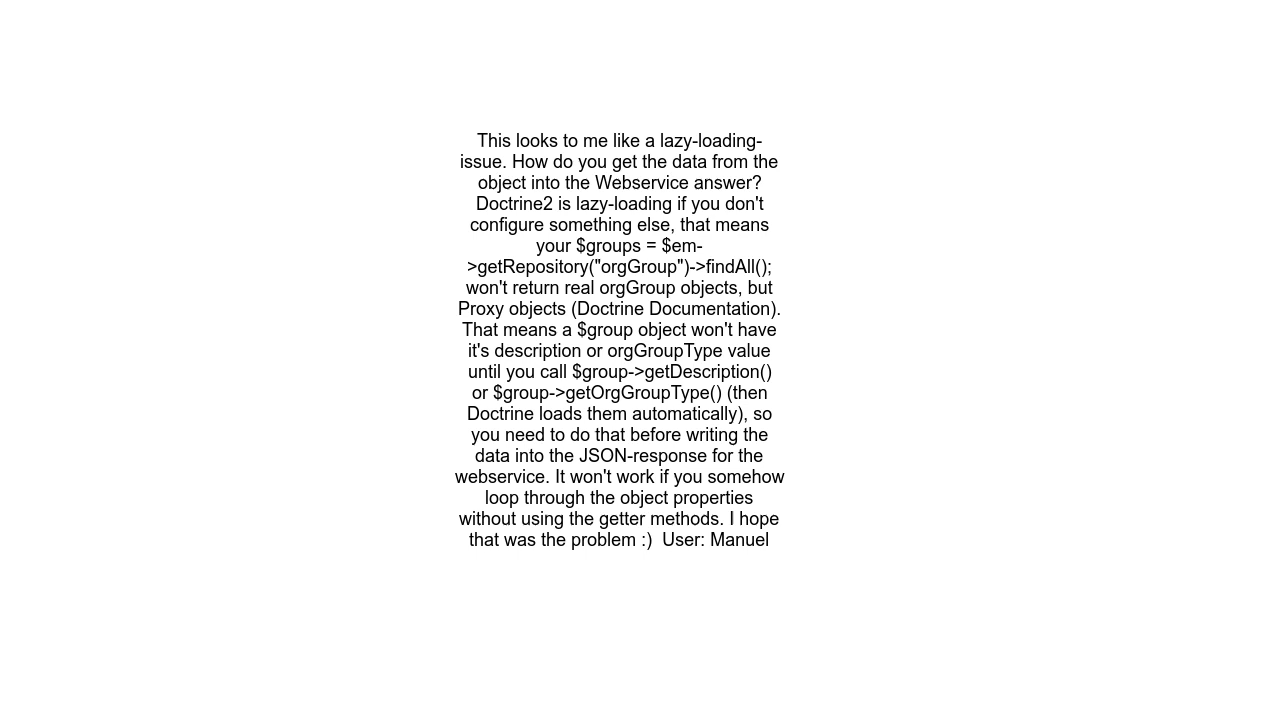 This looks to me like a lazy-loading-
issue. How do you get the data from the
object into the Webservice answer?
Doctrine2 is lazy-loading if you don't
configure something else, that means
your $groups = $em-
>getRepository("orgGroup")->findAll();
won't return real orgGroup objects, but
Proxy objects (Doctrine Documentation).
That means a $group object won't have
it's description or orgGroupType value
until you call $group->getDescription()
or $group->getOrgGroupType() (then
Doctrine loads them automatically), so
you need to do that before writing the
data into the JSON-response for the
webservice. It won't work if you somehow
loop through the object properties
without using the getter methods. I hope
that was the problem :)  User: Manuel